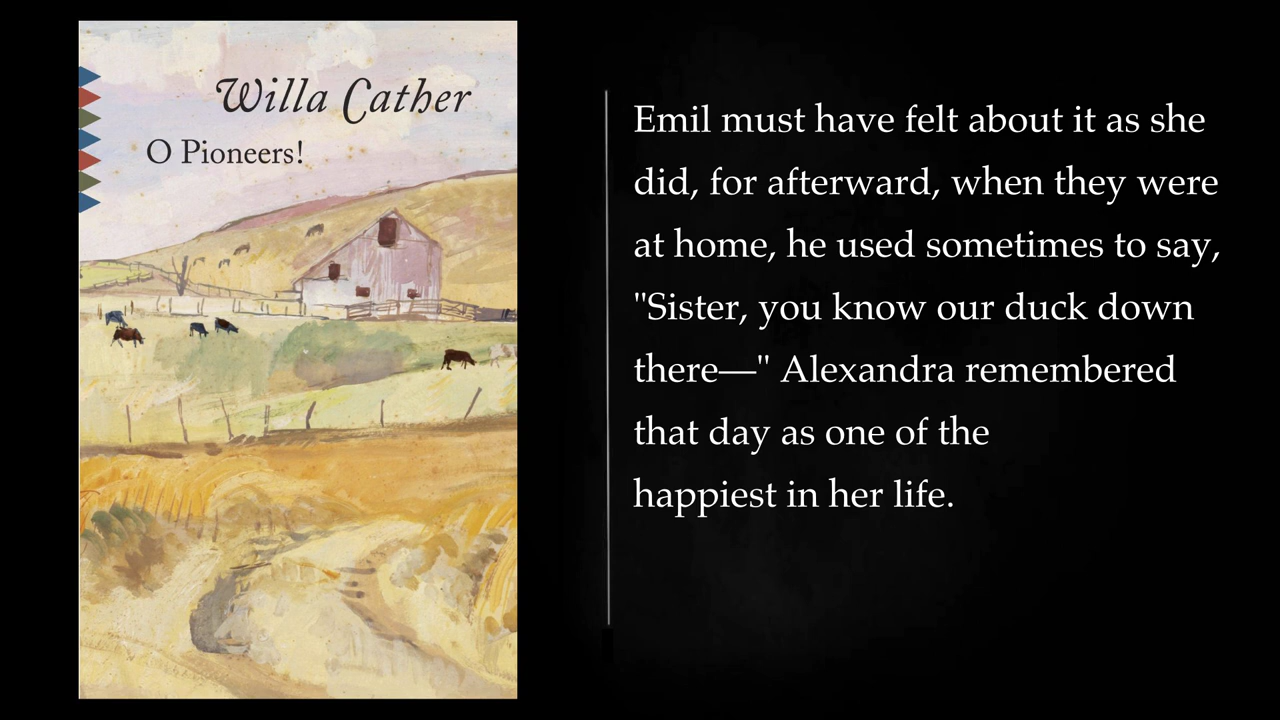 Willa Cather
O Pioneers!
Emil must have felt about it as she
did, for afterward, when they were
at home, he used sometimes to say,
"Sister, you know our duck down
there—" Alexandra remembered
that day as one of the
happiest in her life.